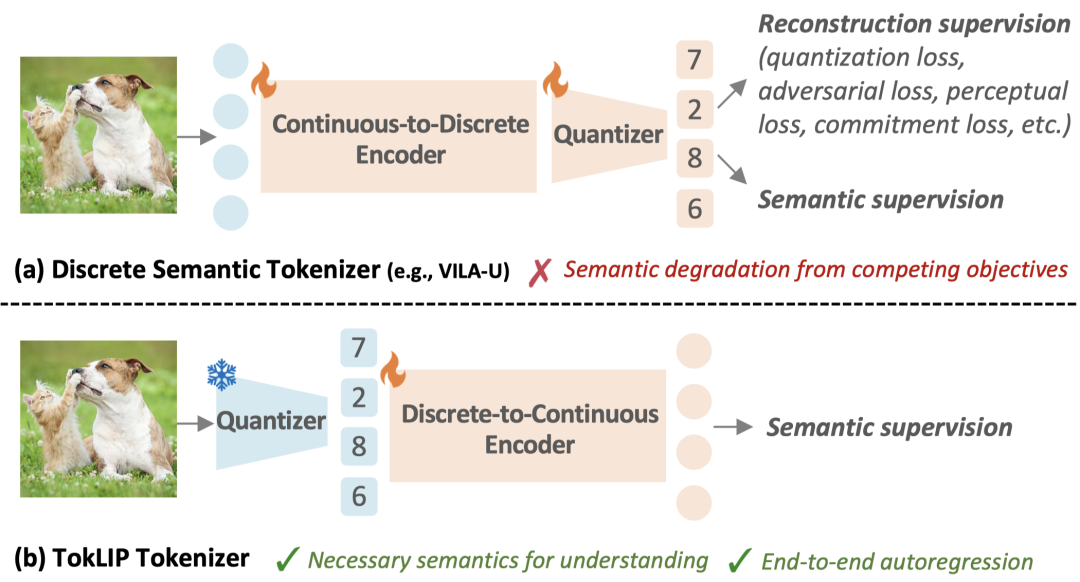 Reconstruction supervision
(quantization loss,
adversarial loss, perceptual
loss, commitment loss, etc.)
Continuous-to-Discrete
Encoder
Quantizer
7
2
8
6
Semantic supervision
(a) Discrete Semantic Tokenizer (e.g., VILA-U) ✗ Semantic degradation from competing objectives
Quantizer
7
2
8
6
Discrete-to-Continuous
Encoder
Semantic supervision
(b) TokLIP Tokenizer ✓ Necessary semantics for understanding ✓ End-to-end autoregression